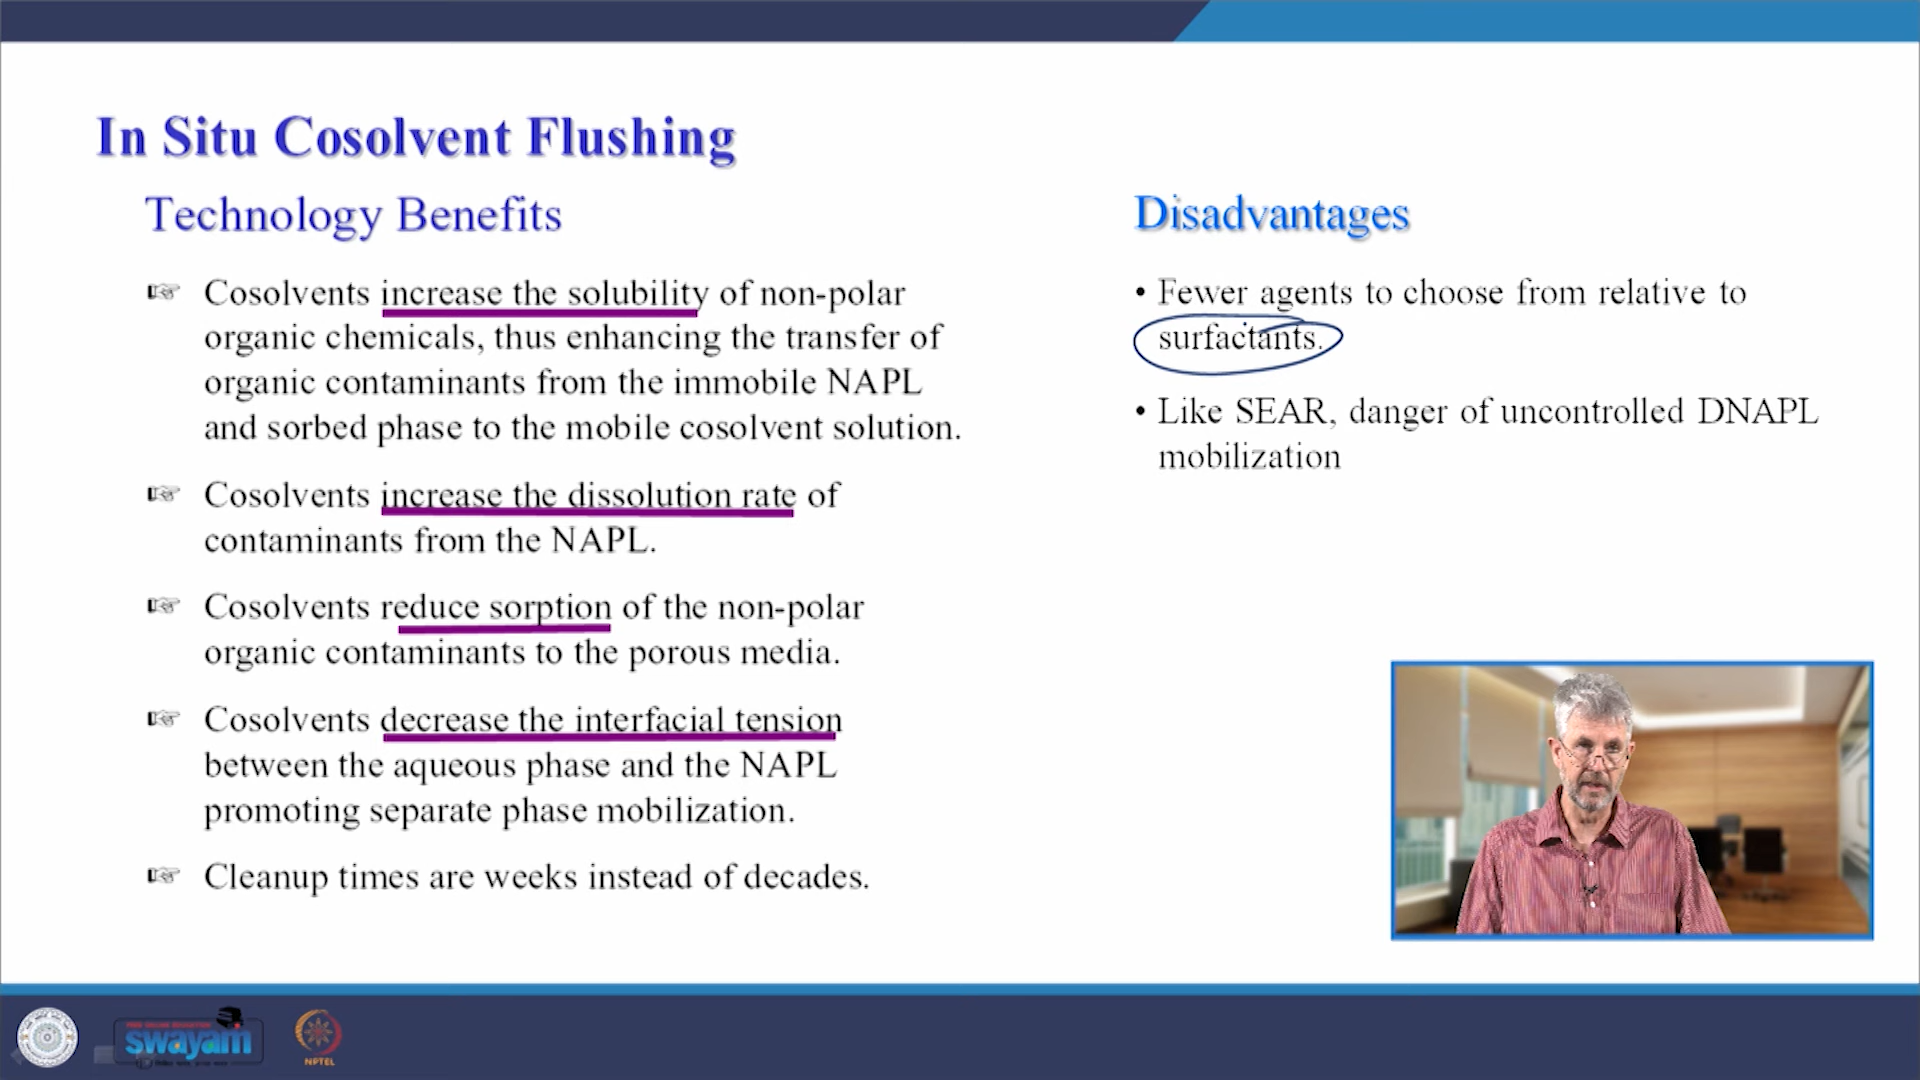 In Situ Cosolvent Flushing
Technology Benefits
Cosolvents increase the solubility of non-polar
organic chemicals, thus enhancing the transfer of
organic contaminants from the immobile NAPL
and sorbed phase to the mobile cosolvent solution.
Cosolvents increase the dissolution rate of
contaminants from the NAPL.
Cosolvents reduce sorption of the non-polar
organic contaminants to the porous media.
Cosolvents decrease the interfacial tension
between the aqueous phase and the NAPL
promoting separate phase mobilization.
Cleanup times are weeks instead of decades.
Disadvantages
• Fewer agents to choose from relative to
surfactants.
• Like SEAR, danger of uncontrolled DNAPL
mobilization
FREE ONLINE EDUCATION
swayam
NPTEL